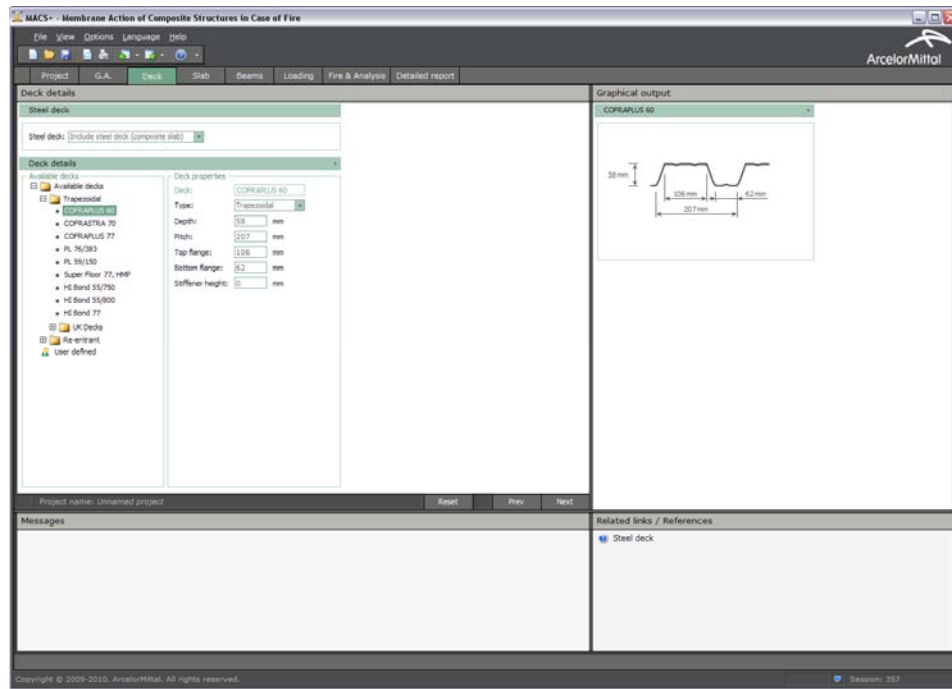 MACS+ - Membrane Action of Composite Structures in Case of Fire
File View Options Language Help
ArcelorMittal
Project G.A. Deck Slab Beams Loading Fire & Analysis Detailed report
Deck details
Steel deck
Steel deck: Include steel deck (composite slab)
Deck details
Available decks
Available decks
Trapezoidal
COFRAPLUS 60
COFRASTRA 70
COFRAPLUS 77
PL 76/383
PL 59/150
Super Floor 77, HMP
HI Bond 55/750
HI Bond 55/800
HI Bond 77
UK Decks
Re-entrant
User defined
Deck properties
Deck: COFRAPLUS 60
Type: Trapezoidal
Depth: 58 mm
Pitch: 207 mm
Top flange: 106 mm
Bottom flange: 62 mm
Stiffener height: 0 mm
Project name: Unnamed project
Reset Prev Next
Graphical output
COFRAPLUS 60
58 mm
106 mm
62 mm
207 mm
Messages
Related links / References
Steel deck
Copyright © 2009-2010. ArcelorMittal. All rights reserved.
Session: 357